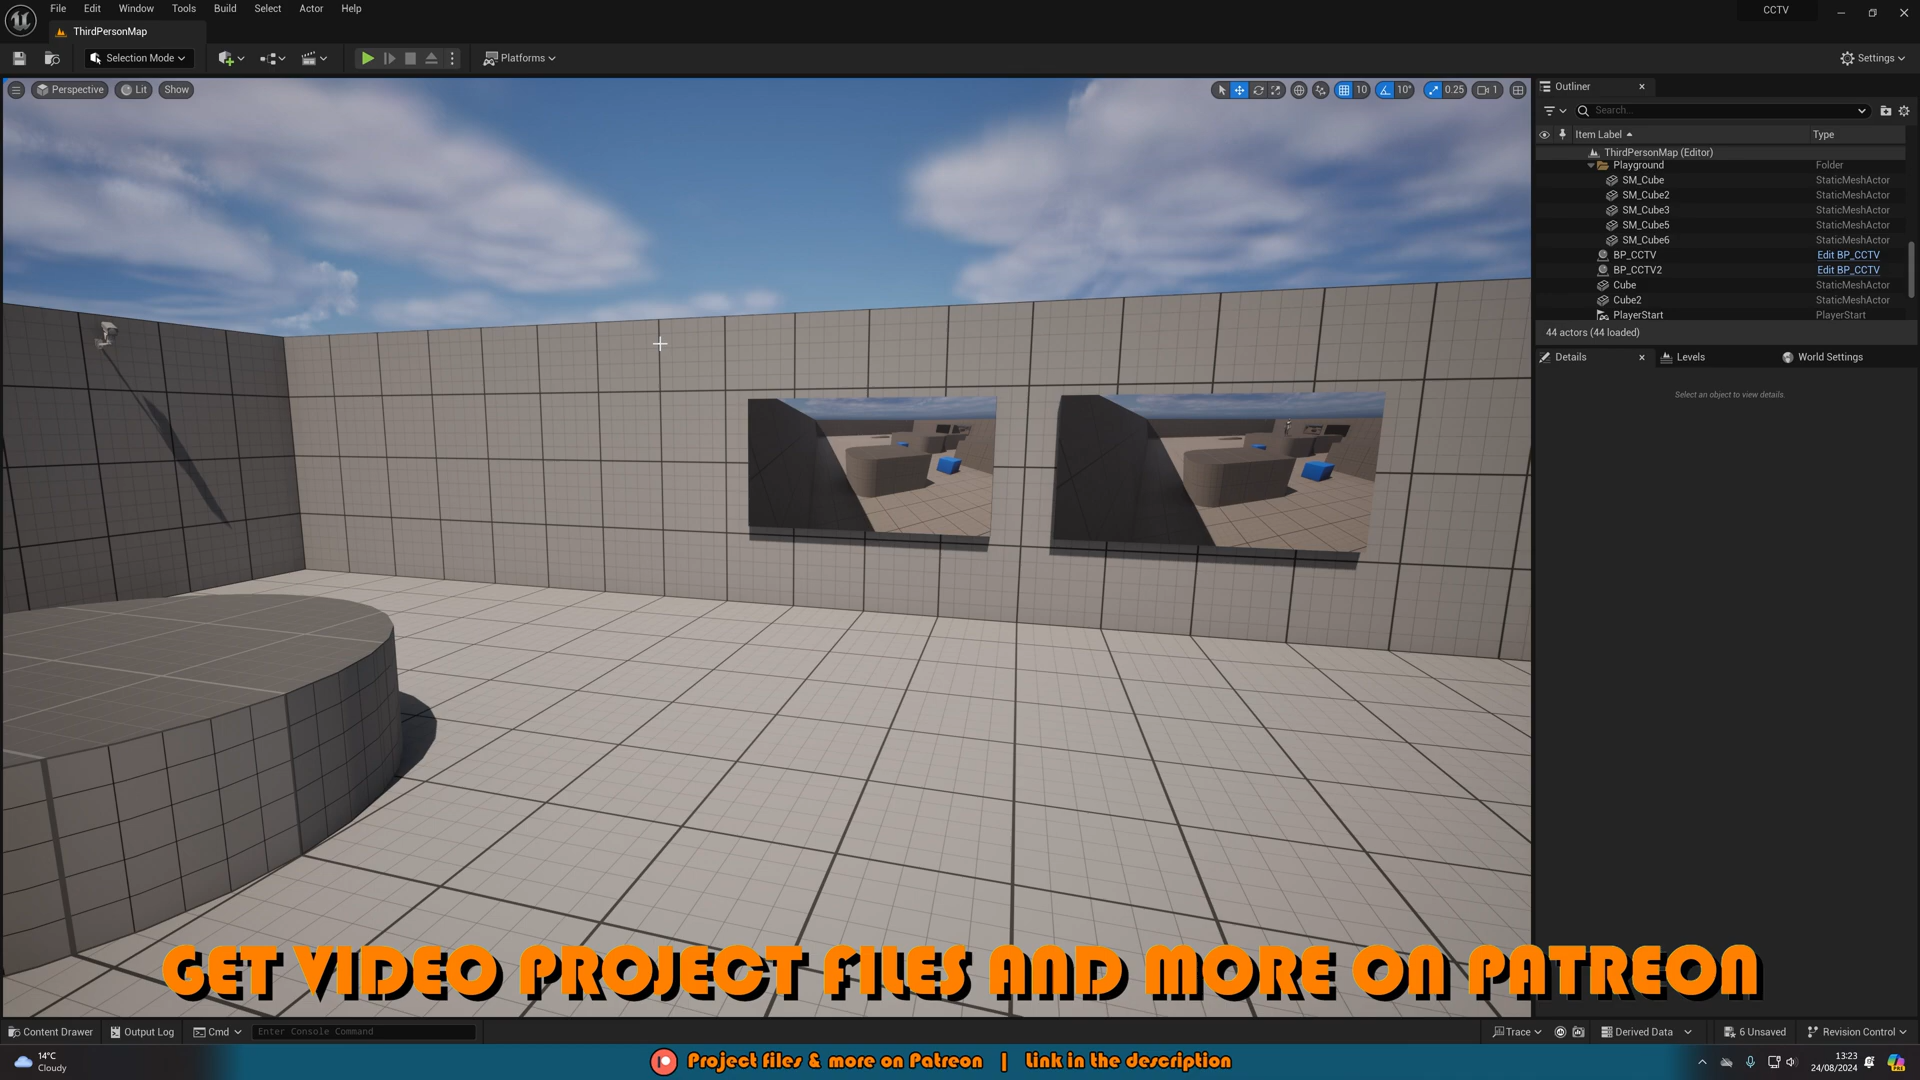 File Edit Window Tools Build Select Actor Help
CCTV
ThirdPersonMap
Selection Mode
Platforms
Settings
Perspective Lit Show
10 10° 0.25 1
Outliner
Search...
Item Label Type
ThirdPersonMap (Editor)
Playground Folder
SM_Cube StaticMeshActor
SM_Cube2 StaticMeshActor
SM_Cube3 StaticMeshActor
SM_Cube5 StaticMeshActor
SM_Cube6 StaticMeshActor
BP_CCTV Edit BP_CCTV
BP_CCTV2 Edit BP_CCTV
Cube StaticMeshActor
Cube2 StaticMeshActor
PlayerStart PlayerStart
44 actors (44 loaded)
Details Levels World Settings
Select an object to view details.
GET VIDEO PROJECT FILES AND MORE ON PATREON
Content Drawer Output Log Cmd Enter Console Command
Trace Derived Data 6 Unsaved Revision Control
14°C
Cloudy
Project files & more on Patreon | Link in the description
13:23
24/08/2024